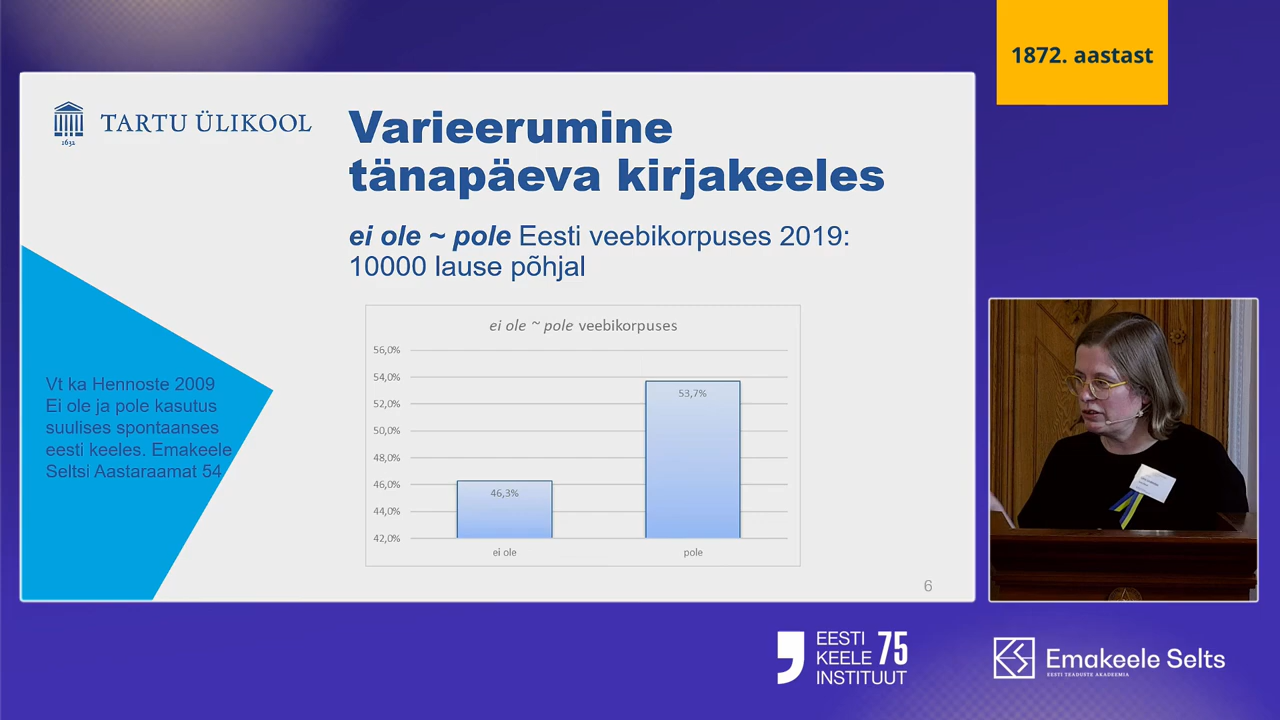 1872. aastast
1632
TARTU ÜLIKOOL
Varieerumine
tänapäeva kirjakeeles
ei ole ~ pole Eesti veebikorpuses 2019:
10000 lause põhjal
Vt ka Hennoste 2009
Ei ole ja pole kasutus
suulises spontaanses
eesti keeles. Emakeele
Seltsi Aastaraamat 54
ei ole ~ pole veebikorpuses
56,0%
54,0%
52,0%
50,0%
48,0%
46,0%
44,0%
42,0%
46,3%
53,7%
ei ole
pole
6
EESTI
KEELE 75
INSTITUUT
Emakeele Selts
EESTI TEADUSTE AKADEEMIA